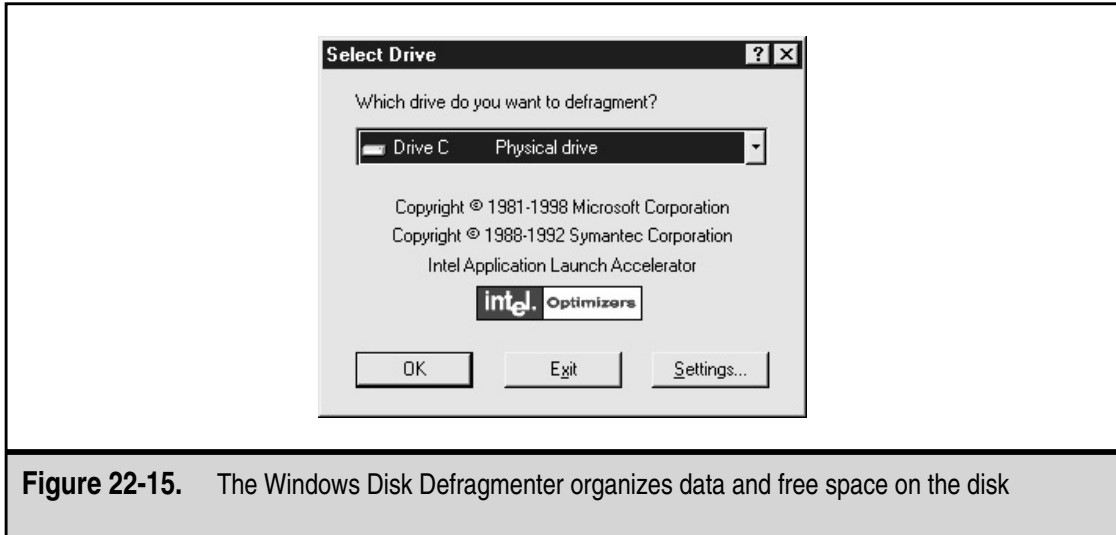 Select Drive
Which drive do you want to defragment?
Drive C Physical drive
Copyright © 1981-1998 Microsoft Corporation
Copyright © 1988-1992 Symantec Corporation
Intel Application Launch Accelerator
intel. Optimizers
OK Exit Settings...
Figure 22-15. The Windows Disk Defragmenter organizes data and free space on the disk